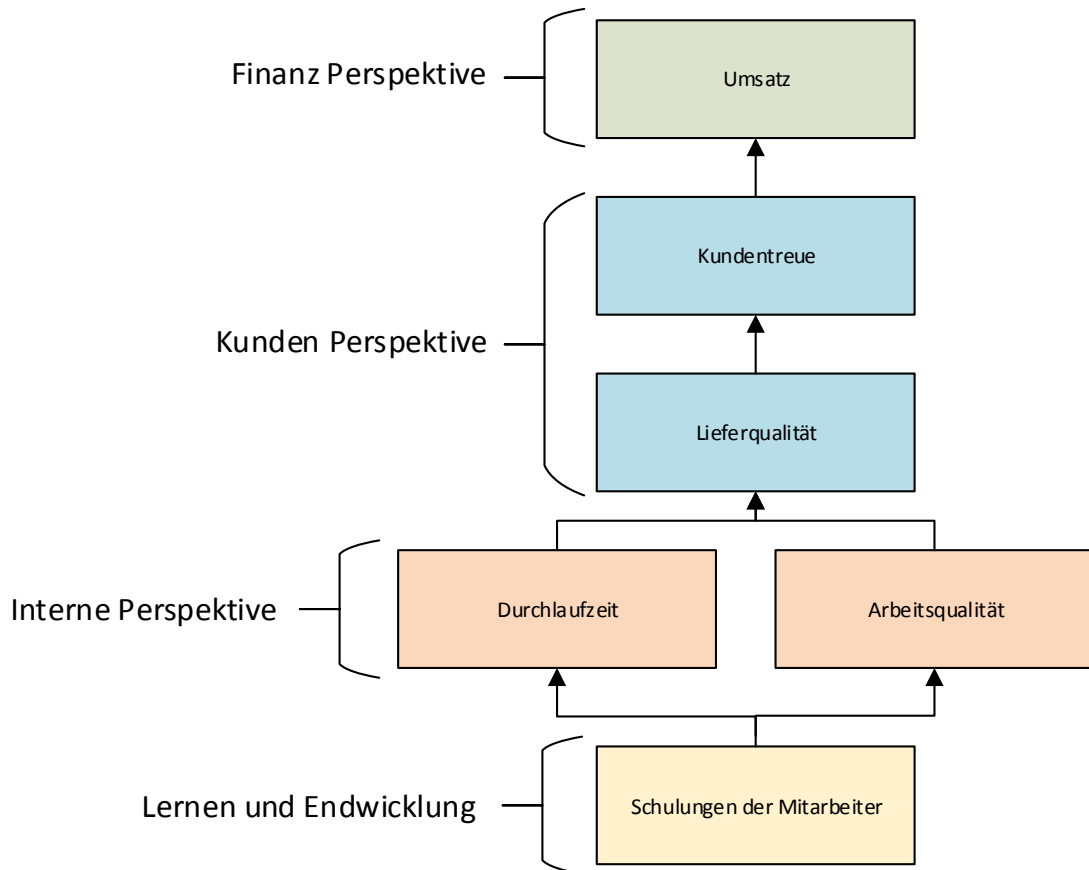 Finanz Perspektive
Umsatz
Kundentreue
Kunden Perspektive
Lieferqualität
Interne Perspektive
Durchlaufzeit
Arbeitsqualität
Lernen und Endwicklung
Schulungen der Mitarbeiter